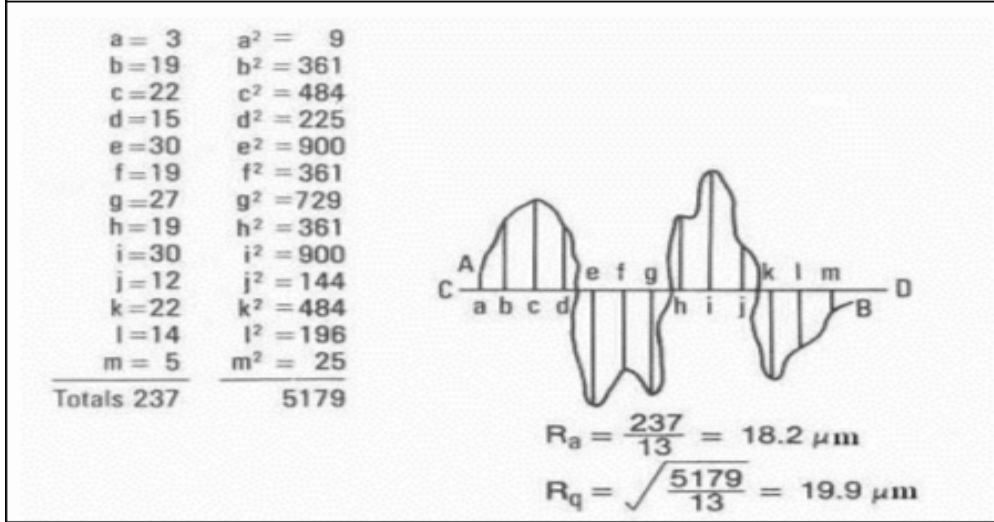 a = 3 a² = 9
b = 19 b² = 361
c = 22 c² = 484
d = 15 d² = 225
e = 30 e² = 900
f = 19 f² = 361
g = 27 g² = 729
h = 19 h² = 361
i = 30 i² = 900
j = 12 j² = 144
k = 22 k² = 484
l = 14 l² = 196
m = 5 m² = 25
Totals 237 5179
A e f g k l m
C D
a b c d h i j B
Ra = 237/13 = 18.2 μm
Rq = √5179/13 = 19.9 μm